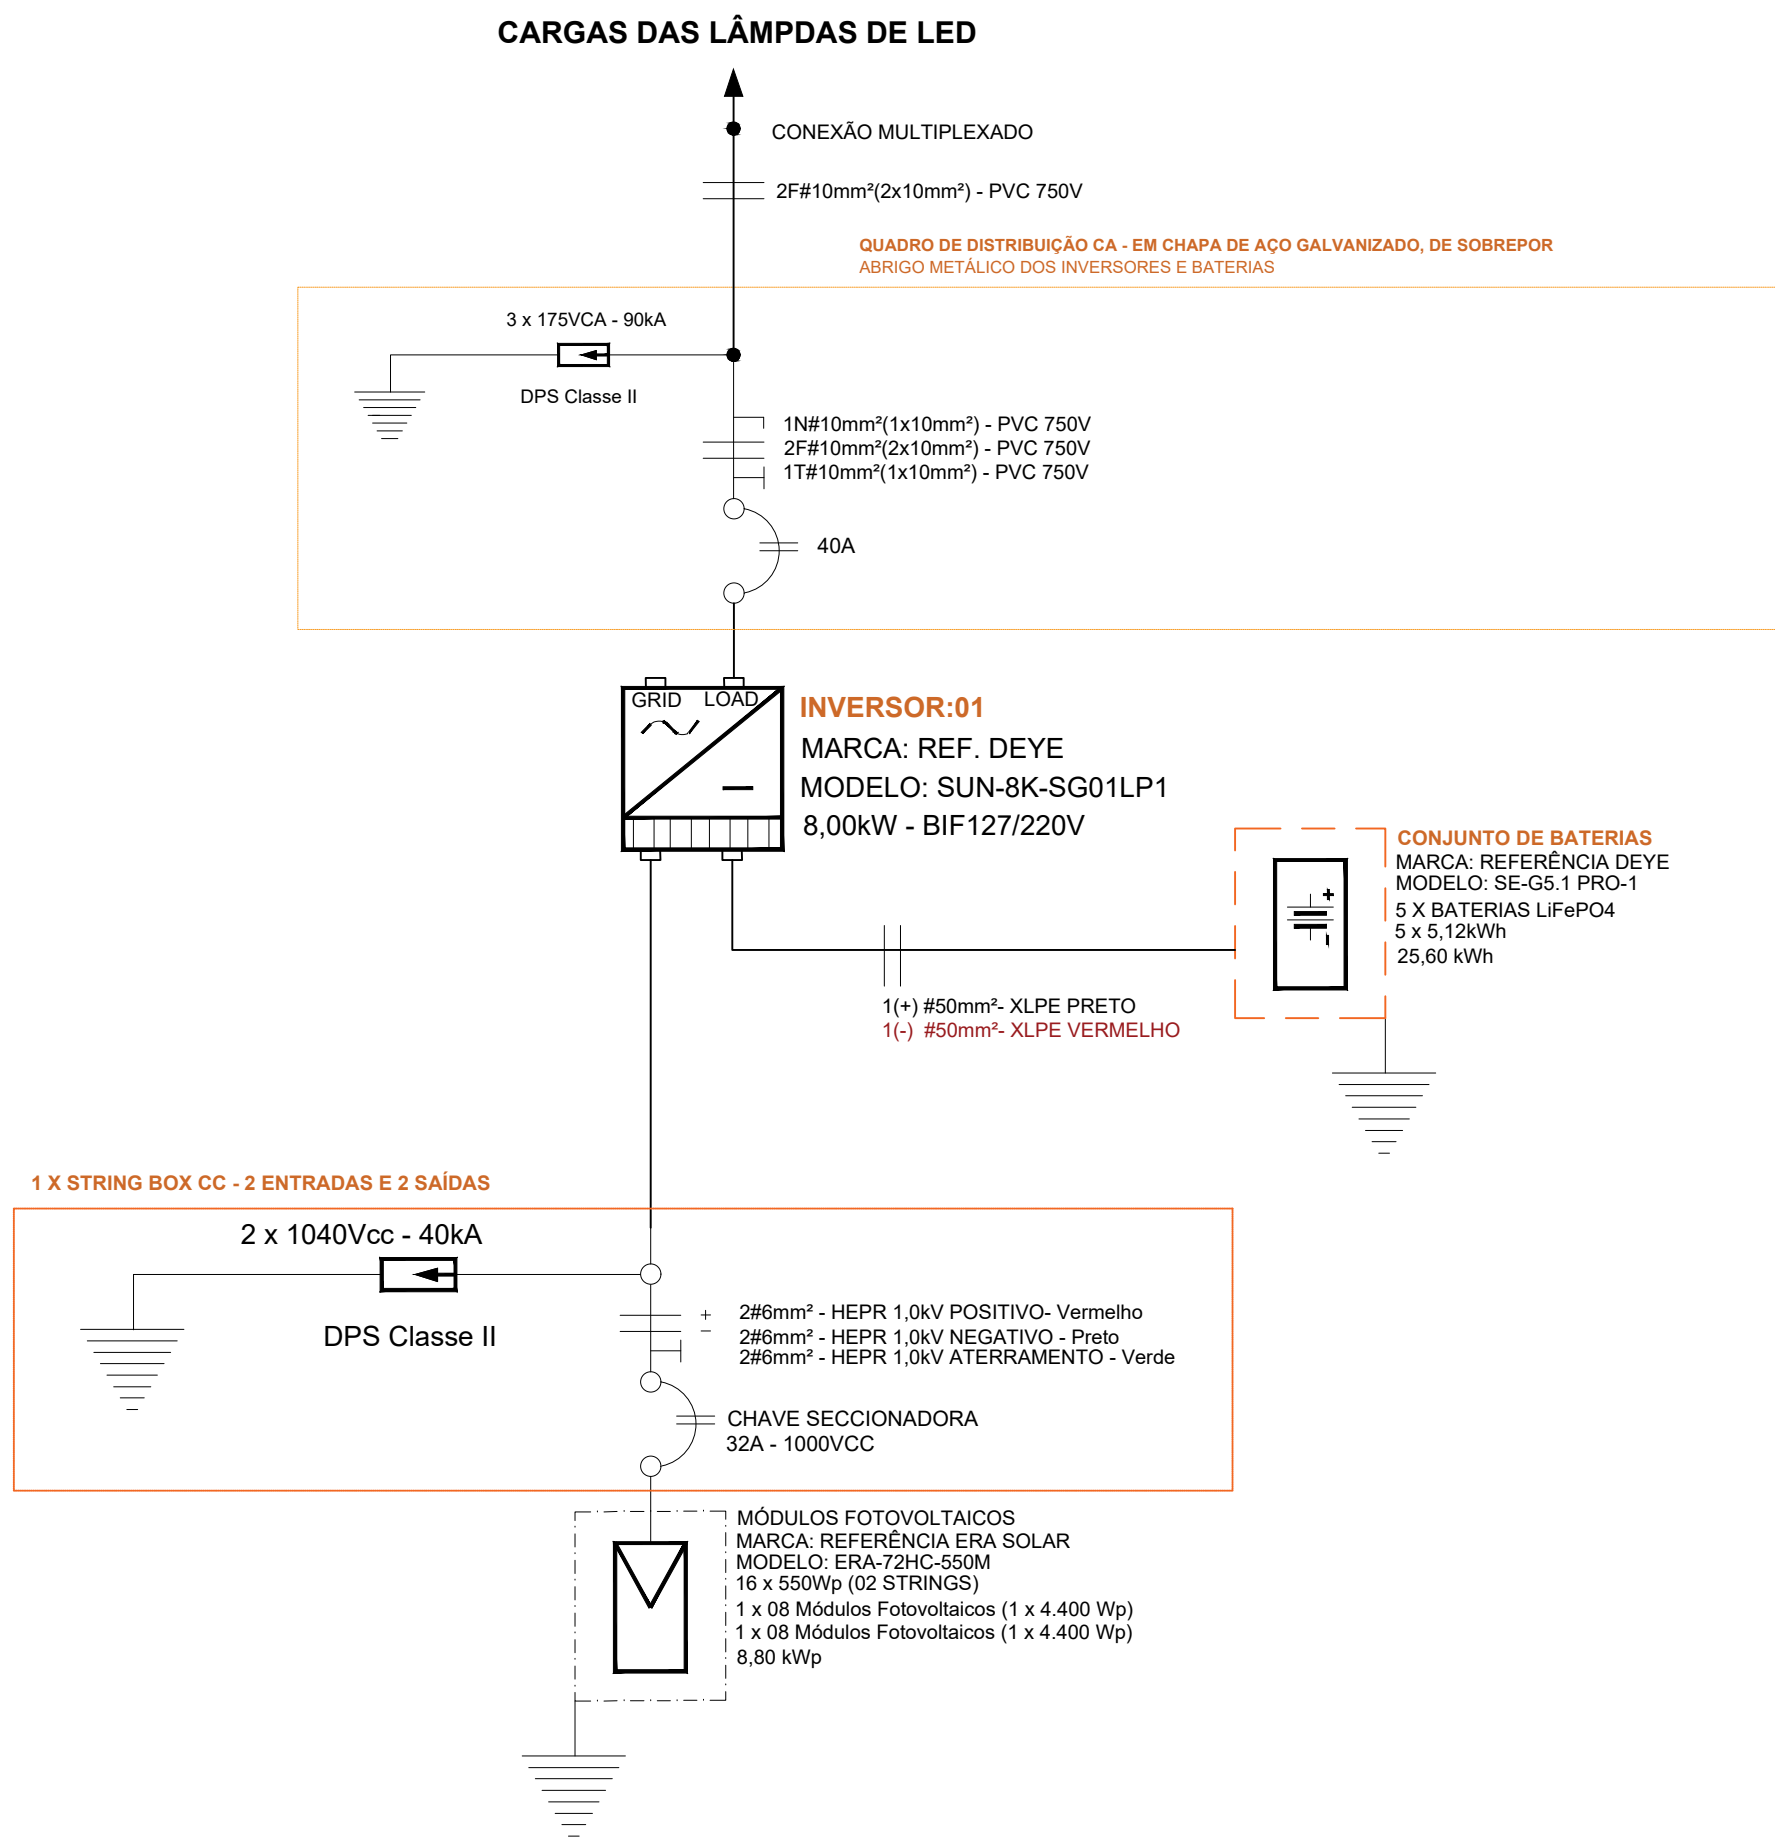 CARGAS DAS LÂMPDAS DE LED
CONEXÃO MULTIPLEXADO
2F#10mm²(2x10mm²) - PVC 750V
QUADRO DE DISTRIBUIÇÃO CA - EM CHAPA DE AÇO GALVANIZADO, DE SOBREPOR
ABRIGO METÁLICO DOS INVERSORES E BATERIAS
3 x 175VCA - 90kA
DPS Classe II
1N#10mm²(1x10mm²) - PVC 750V
2F#10mm²(2x10mm²) - PVC 750V
1T#10mm²(1x10mm²) - PVC 750V
40A
GRID LOAD
INVERSOR:01
MARCA: REF. DEYE
MODELO: SUN-8K-SG01LP1
8,00kW - BIF127/220V
CONJUNTO DE BATERIAS
MARCA: REFERÊNCIA DEYE
MODELO: SE-G5.1 PRO-1
5 X BATERIAS LiFePO4
5 x 5,12kWh
25,60 kWh
+
-
1(+) #50mm²- XLPE PRETO
1(-) #50mm²- XLPE VERMELHO
1 X STRING BOX CC - 2 ENTRADAS E 2 SAÍDAS
2 x 1040Vcc - 40kA
DPS Classe II
+ 2#6mm² - HEPR 1,0kV POSITIVO- Vermelho
- 2#6mm² - HEPR 1,0kV NEGATIVO - Preto
2#6mm² - HEPR 1,0kV ATERRAMENTO - Verde
CHAVE SECCIONADORA
32A - 1000VCC
MÓDULOS FOTOVOLTAICOS
MARCA: REFERÊNCIA ERA SOLAR
MODELO: ERA-72HC-550M
16 x 550Wp (02 STRINGS)
1 x 08 Módulos Fotovoltaicos (1 x 4.400 Wp)
1 x 08 Módulos Fotovoltaicos (1 x 4.400 Wp)
8,80 kWp